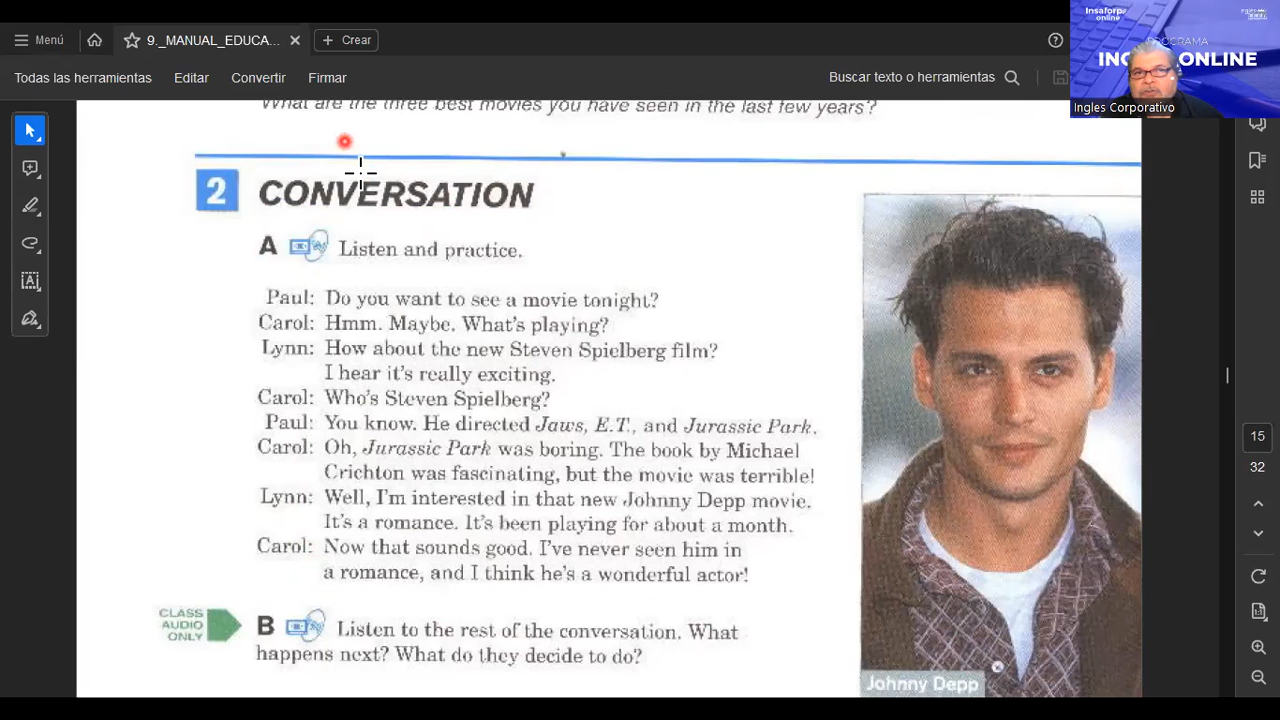 Menú
9._MANUAL_EDUCA...
Crear
Insaforp
online
PROGRAMA
Ingles Corporativo
Todas las herramientas
Editar
Convertir
Firmar
Buscar texto o herramientas
What are the three best movies you have seen in the last few years?
2 CONVERSATION
A Listen and practice.
Paul: Do you want to see a movie tonight?
Carol: Hmm. Maybe. What's playing?
Lynn: How about the new Steven Spielberg film?
I hear it's really exciting.
Carol: Who's Steven Spielberg?
Paul: You know. He directed Jaws, E.T., and Jurassic Park.
Carol: Oh, Jurassic Park was boring. The book by Michael
Crichton was fascinating, but the movie was terrible!
Lynn: Well, I'm interested in that new Johnny Depp movie.
It's a romance. It's been playing for about a month.
Carol: Now that sounds good. I've never seen him in
a romance, and I think he's a wonderful actor!
CLASS
AUDIO
ONLY
B Listen to the rest of the conversation. What
happens next? What do they decide to do?
Johnny Depp
15
32